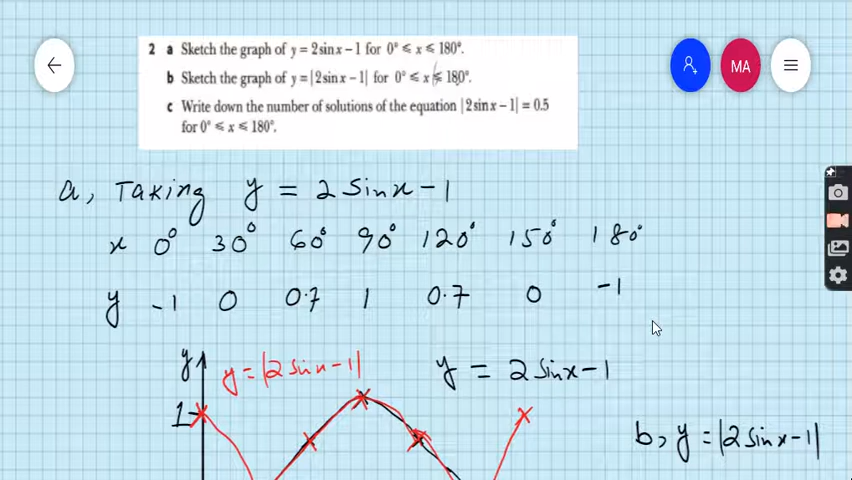 2 a Sketch the graph of y = 2 sin x − 1 for 0° ⩽ x ⩽ 180°.
b Sketch the graph of y = |2 sin x − 1| for 0° ⩽ x ⩽ 180°.
c Write down the number of solutions of the equation |2 sin x − 1| = 0.5
for 0° ⩽ x ⩽ 180°.
MA
a, Taking y = 2 sin x − 1
x 0° 30° 60° 90° 120° 150° 180°
y -1 0 0.7 1 0.7 0 -1
y y = |2 sin x − 1| y = 2 sin x − 1
1
b, y = |2 sin x − 1|